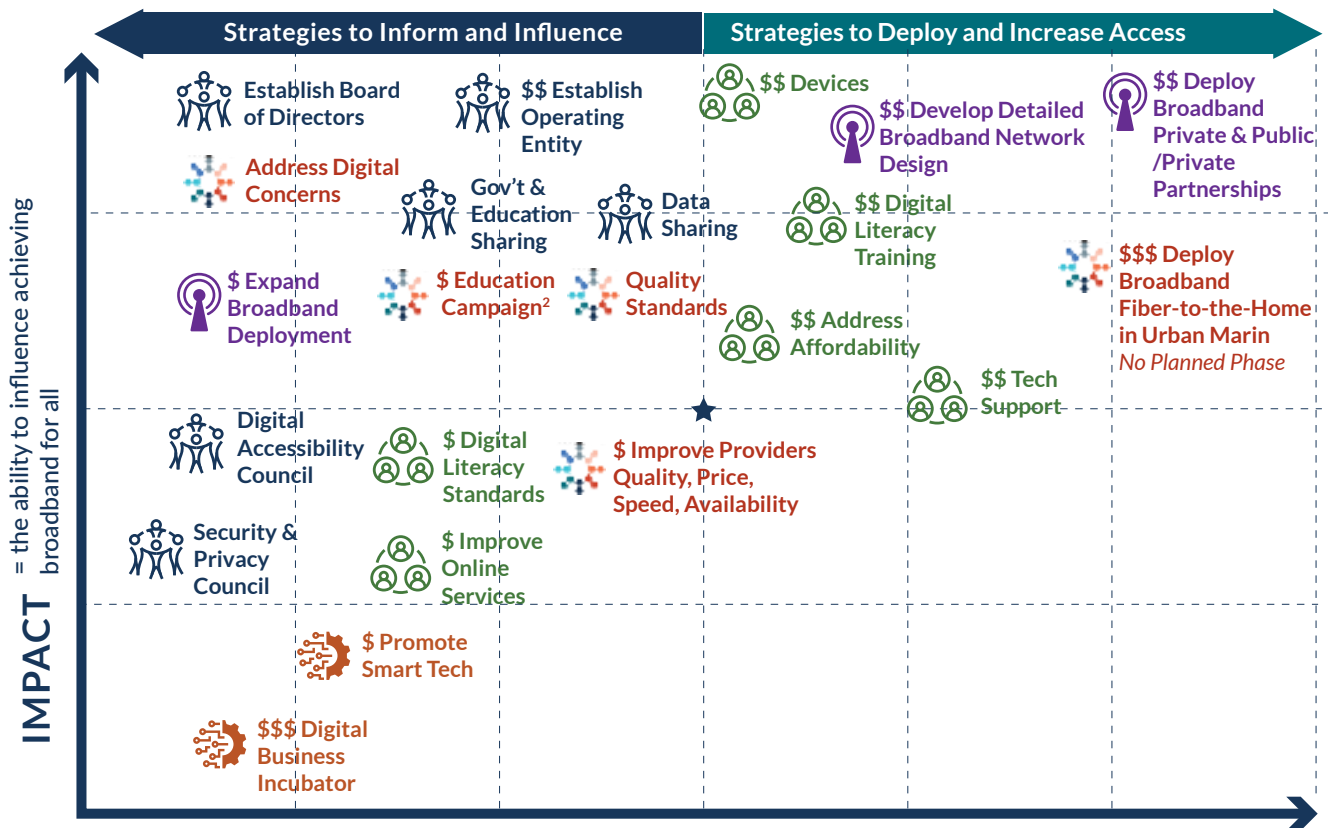 Strategies to Inform and Influence
Strategies to Deploy and Increase Access
IMPACT
= the ability to influence achieving
broadband for all
Establish Board
of Directors
$$ Establish
Operating
Entity
$$ Devices
$$ Develop Detailed
Broadband Network
Design
$$ Deploy
Broadband
Private & Public
/Private
Partnerships
Address Digital
Concerns
Gov't &
Education
Sharing
Data
Sharing
$$ Digital
Literacy
Training
$$$ Deploy
Broadband
Fiber-to-the-Home
in Urban Marin
No Planned Phase
$ Expand
Broadband
Deployment
$ Education
Campaign²
Quality
Standards
$$ Address
Affordability
$$ Tech
Support
Digital
Accessibility
Council
$ Digital
Literacy
Standards
$ Improve Providers
Quality, Price,
Speed, Availability
Security &
Privacy
Council
$ Improve
Online
Services
$ Promote
Smart Tech
$$$ Digital
Business
Incubator